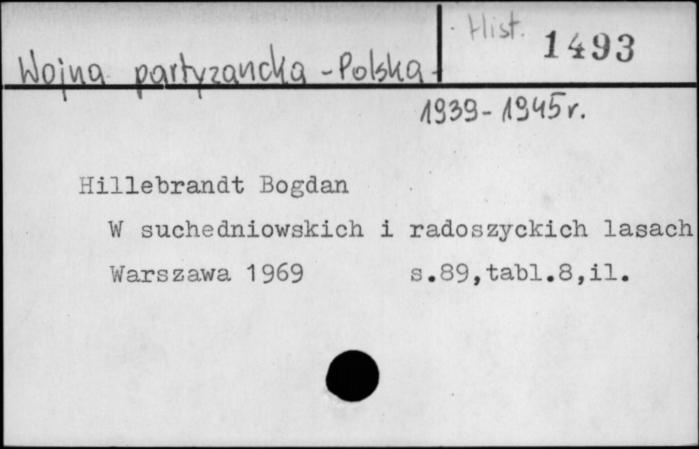 Hist. 1493
Wojna partyzancka - Polska -
1939 - 1945 r.
Hillebrandt Bogdan
W suchedniowskich i radoszyckich lasach
Warszawa 1969 s.89,tabl.8,il.